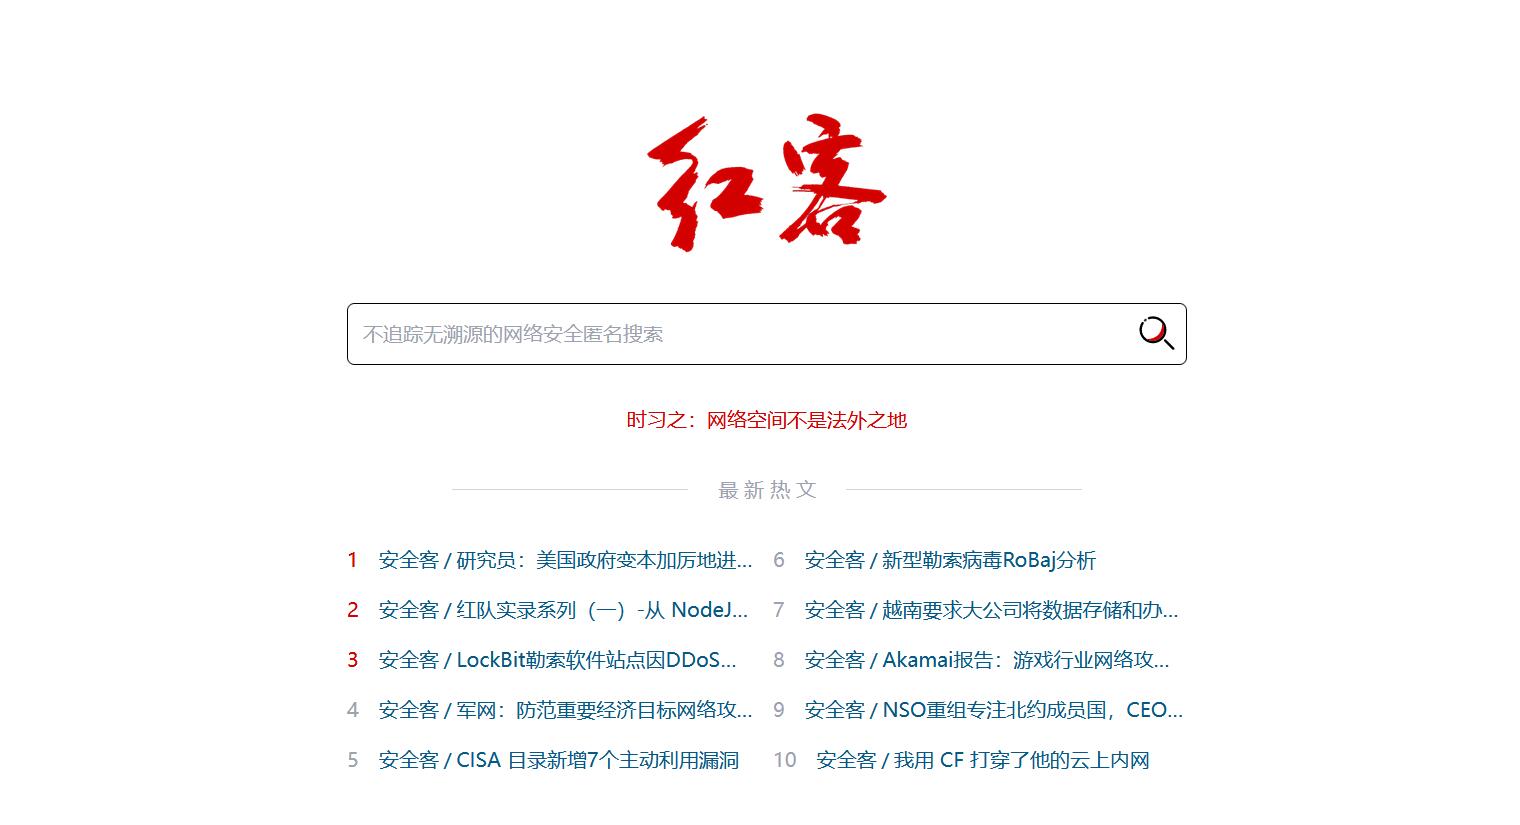 红客
不追踪无溯源的网络安全匿名搜索
时习之：网络空间不是法外之地
最新热文
1 安全客 / 研究员：美国政府变本加厉地进...
2 安全客 / 红队实录系列（一）-从 NodeJ...
3 安全客 / LockBit勒索软件站点因DDoS...
4 安全客 / 军网：防范重要经济目标网络攻...
5 安全客 / CISA 目录新增7个主动利用漏洞
6 安全客 / 新型勒索病毒RoBaj分析
7 安全客 / 越南要求大公司将数据存储和办...
8 安全客 / Akamai报告：游戏行业网络攻...
9 安全客 / NSO重组专注北约成员国，CEO...
10 安全客 / 我用 CF 打穿了他的云上内网